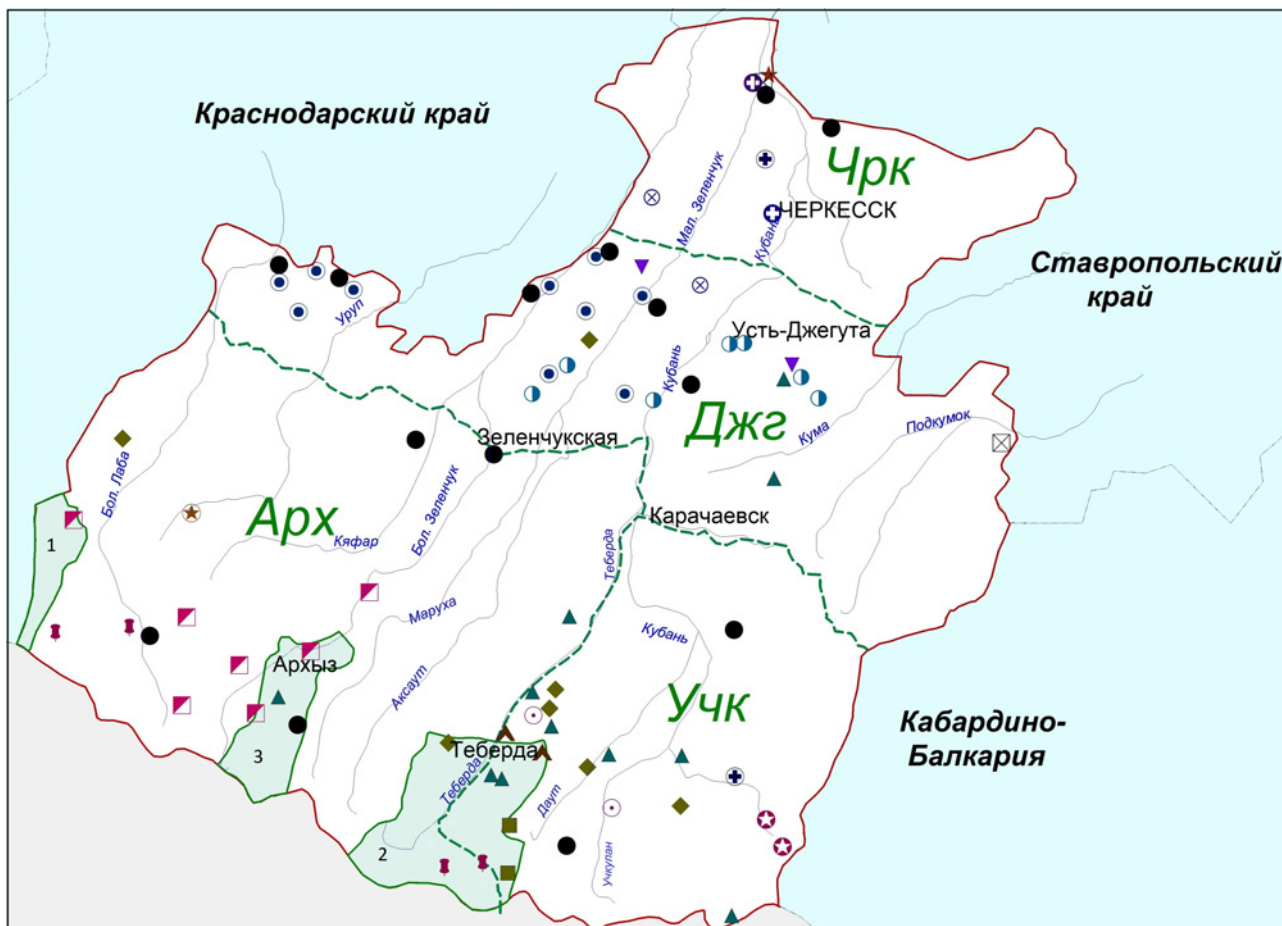 Краснодарский край
Чрк
Мал. Зеленчук
ЧЕРКЕССК
Кубань
Ставропольский
край
Уруп
Усть-Джегута
Кубань
Джг
Кума
Подкумок
Зеленчукская
Бол. Лаба
Бол. Зеленчук
Арх
Кяфар
Карачаевск
Теберда
1
Маруха
Кубань
Архыз
Аксаут
Учк
Кабардино-
Балкария
3
Теберда
Теберда
Даут
2
Учкулан